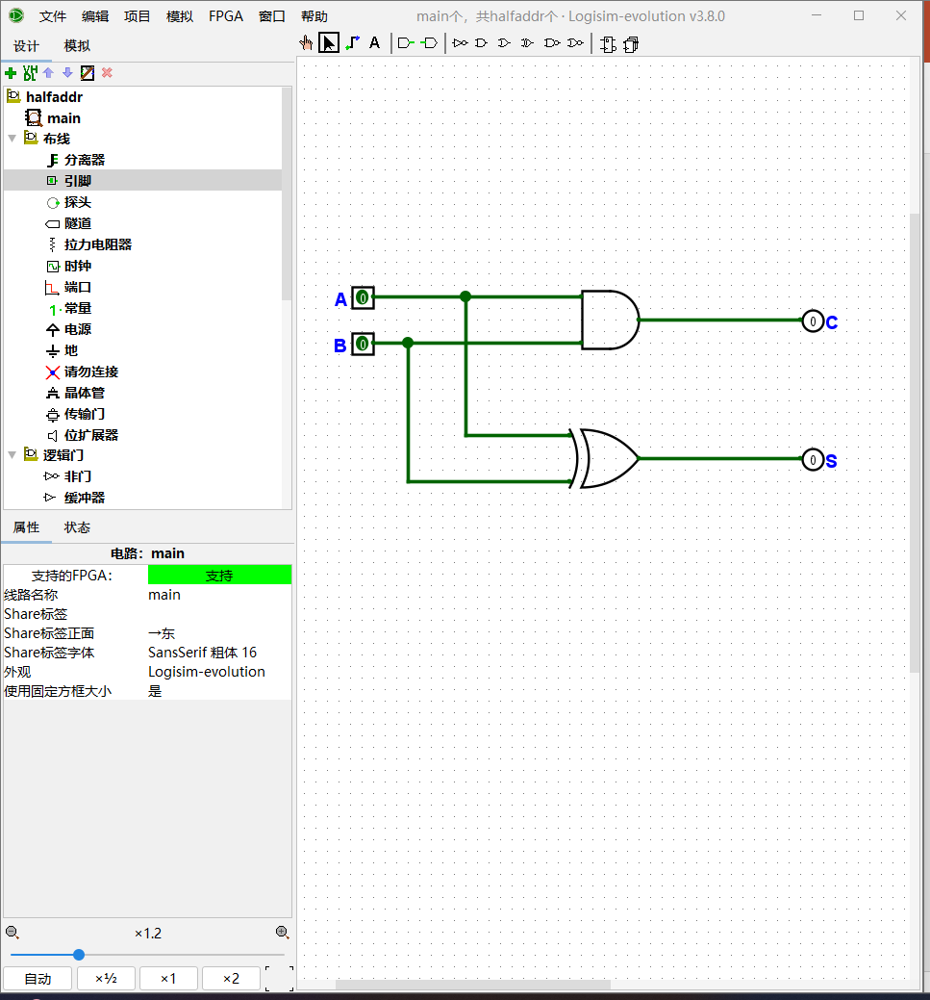 文件 编辑 项目 模拟 FPGA 窗口 帮助 main个，共halfaddr个 · Logisim-evolution v3.8.0
设计 模拟
A
VH
DL
halfaddr
main
布线
分离器
引脚
探头
隧道
拉力电阻器
时钟
端口
1 常量
电源
地
请勿连接
晶体管
传输门
位扩展器
逻辑门
非门
缓冲器
属性 状态
电路：main
支持的FPGA： 支持
线路名称 main
Share标签
Share标签正面 →东
Share标签字体 SansSerif 粗体 16
外观 Logisim-evolution
使用固定方框大小 是
×1.2
自动 ×½ ×1 ×2
A 0
B 0
0 C
0 S